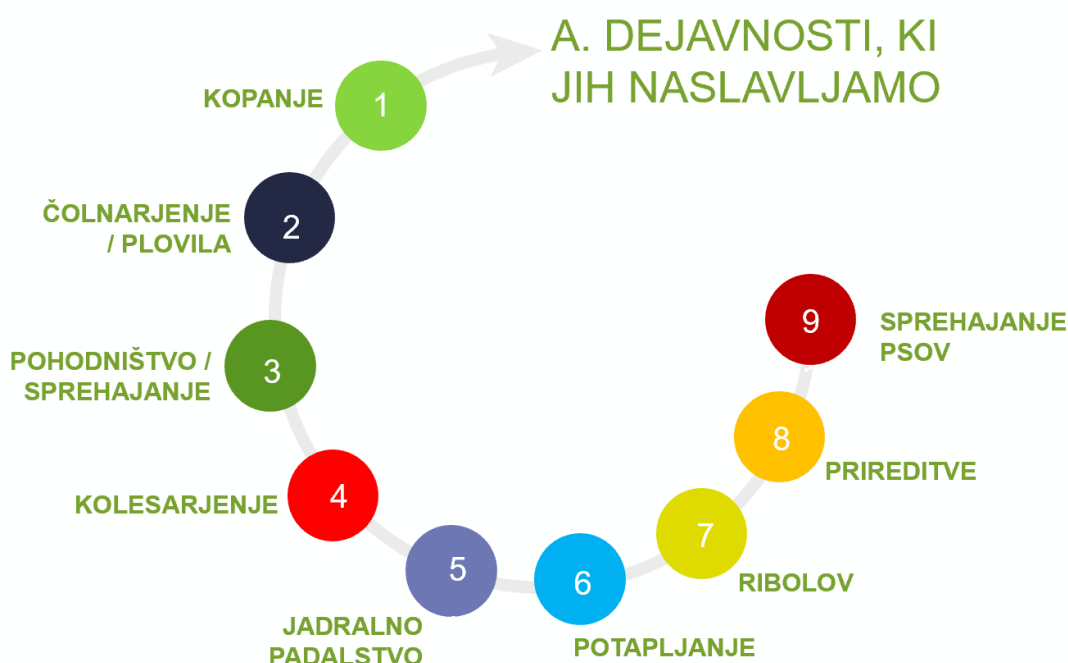 A. DEJAVNOSTI, KI
JIH NASLAVLJAMO
1
KOPANJE
2
ČOLNARJENJE
/ PLOVILA
3
POHODNIŠTVO /
SPREHAJANJE
4
KOLESARJENJE
5
JADRALNO
PADALSTVO
6
POTAPLJANJE
7
RIBOLOV
8
PRIREDITVE
9
SPREHAJANJE
PSOV